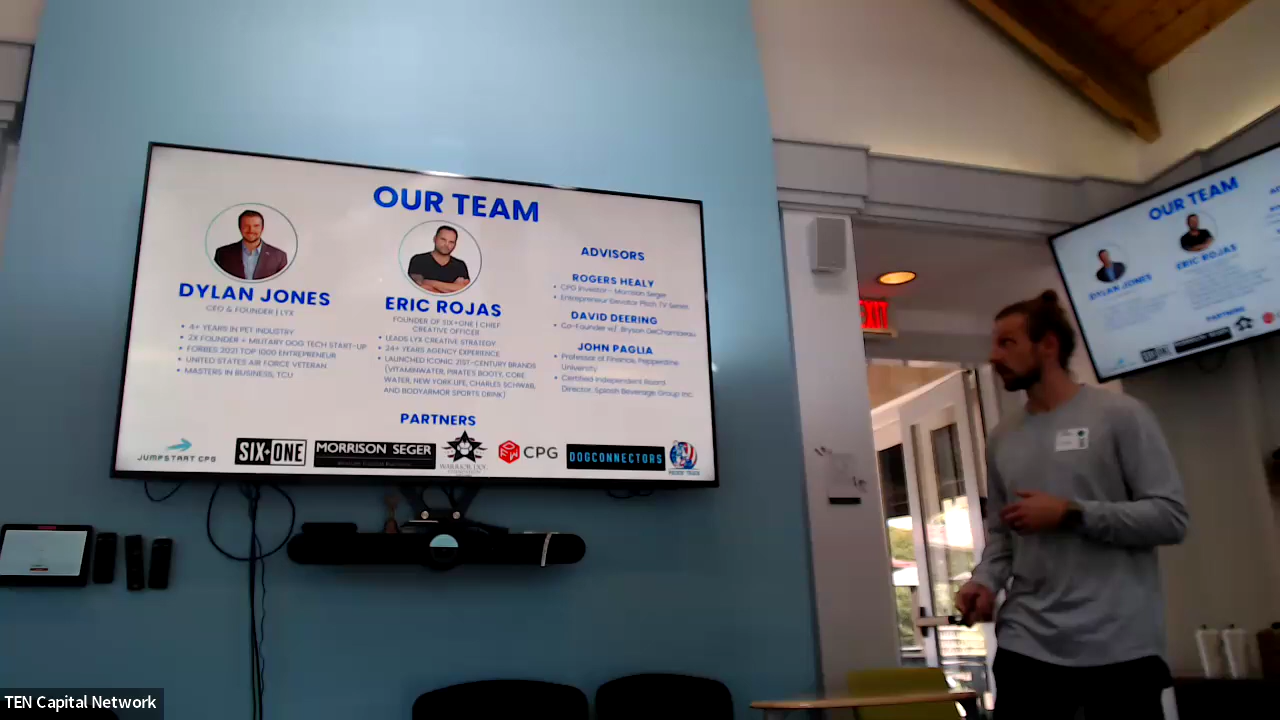 OUR TEAM
DYLAN JONES
CEO & FOUNDER | LYX
• 4+ YEARS IN PET INDUSTRY
• 2X FOUNDER + MILITARY DOG TECH START-UP
• FORBES 2021 TOP 1000 ENTREPRENEUR
• UNITED STATES AIR FORCE VETERAN
• MASTERS IN BUSINESS, TCU
ERIC ROJAS
FOUNDER OF SIX+ONE | CHIEF
CREATIVE OFFICER
• LEADS LYX CREATIVE STRATEGY
• 24+ YEARS AGENCY EXPERIENCE
• LAUNCHED ICONIC 21ST-CENTURY BRANDS
(VITAMINWATER, PIRATE'S BOOTY, CORE
WATER, NEW YORK LIFE, CHARLES SCHWAB,
AND BODYARMOR SPORTS DRINK)
ADVISORS
ROGERS HEALY
• CPG Investor - Morrison Seger
• Entrepreneur Elevator Pitch TV Series
DAVID DEERING
• Co-Founder w/ Bryson DeChambeau
JOHN PAGLIA
• Professor of Finance, Pepperdine
University
• Certified Independent Board
Director, Splash Beverage Group Inc.
PARTNERS
JUMPSTART CPG
SIX+ONE
MORRISON SEGER
WARRIOR DOG
FOUNDATION
CPG
DOGCONNECTORS
OUR TEAM
DYLAN JONES
ERIC ROJAS
PARTNERS
SIX+ONE
EXIT
TEN Capital Network